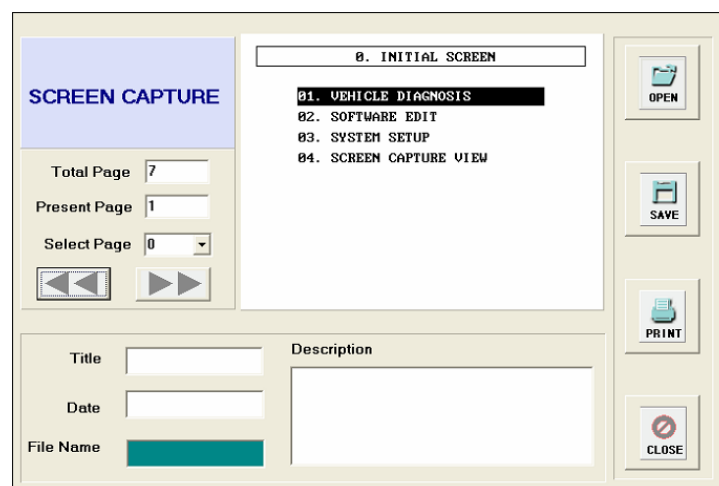 SCREEN CAPTURE
Total Page 7
Present Page 1
Select Page 0
0. INITIAL SCREEN
01. VEHICLE DIAGNOSIS
02. SOFTWARE EDIT
03. SYSTEM SETUP
04. SCREEN CAPTURE VIEW
OPEN
SAVE
PRINT
CLOSE
Title
Date
File Name
Description